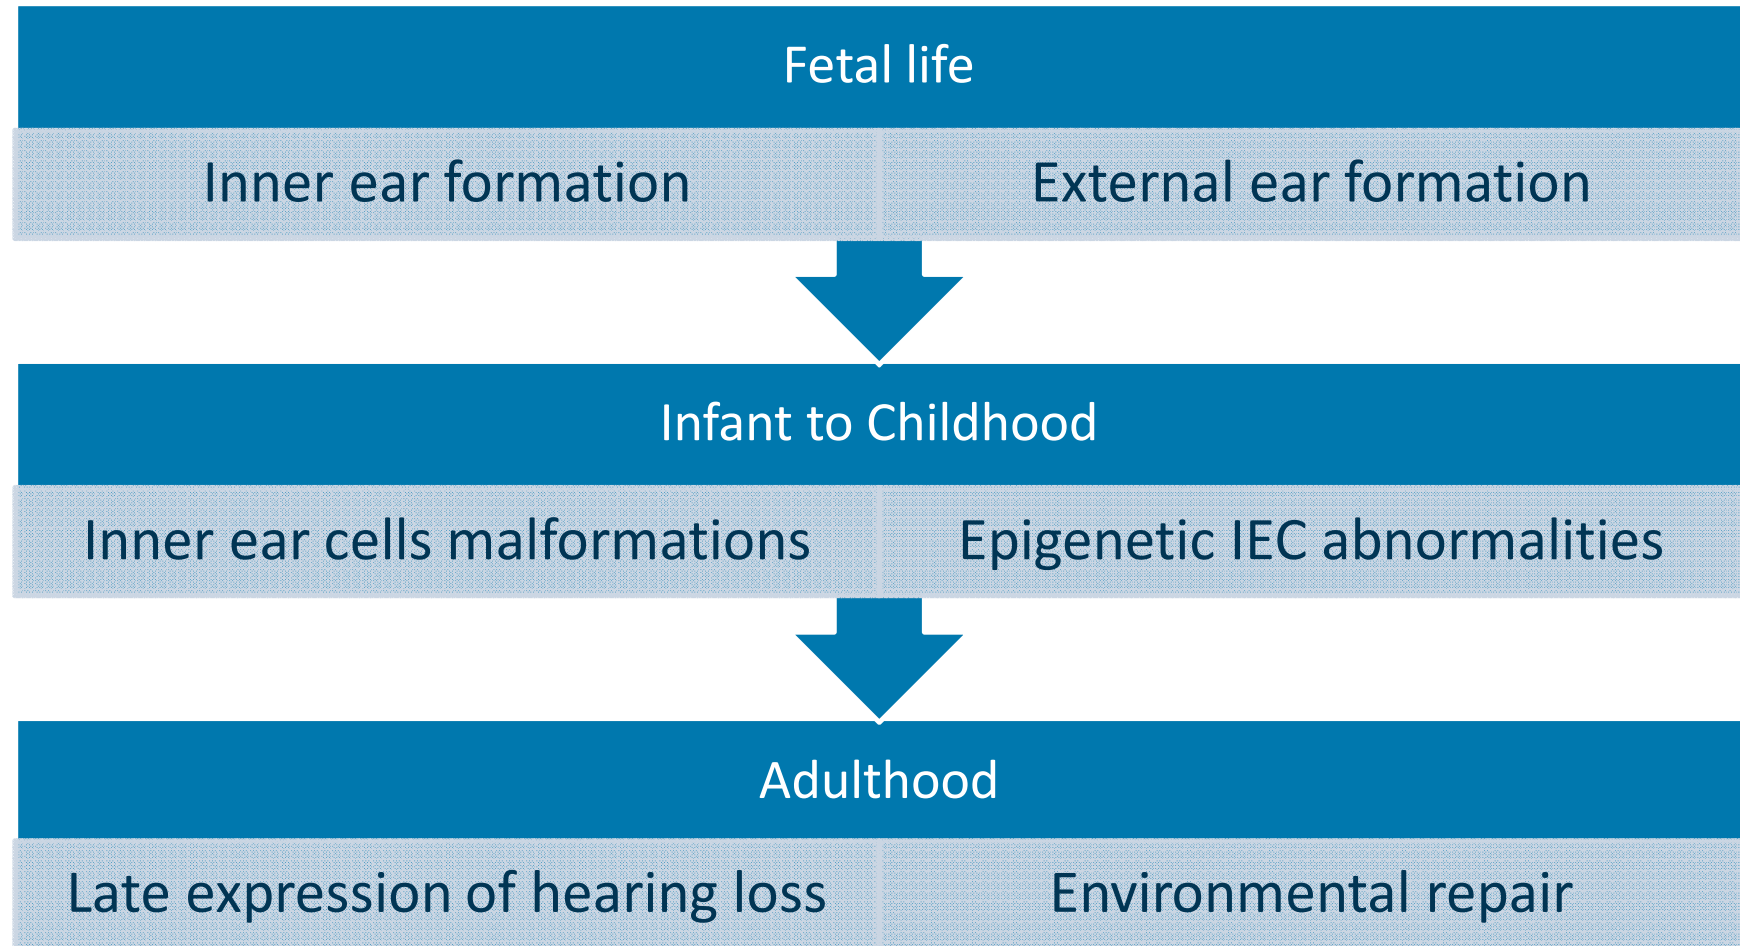 Fetal life
Inner ear formation
External ear formation
Infant to Childhood
Inner ear cells malformations
Epigenetic IEC abnormalities
Adulthood
Late expression of hearing loss
Environmental repair